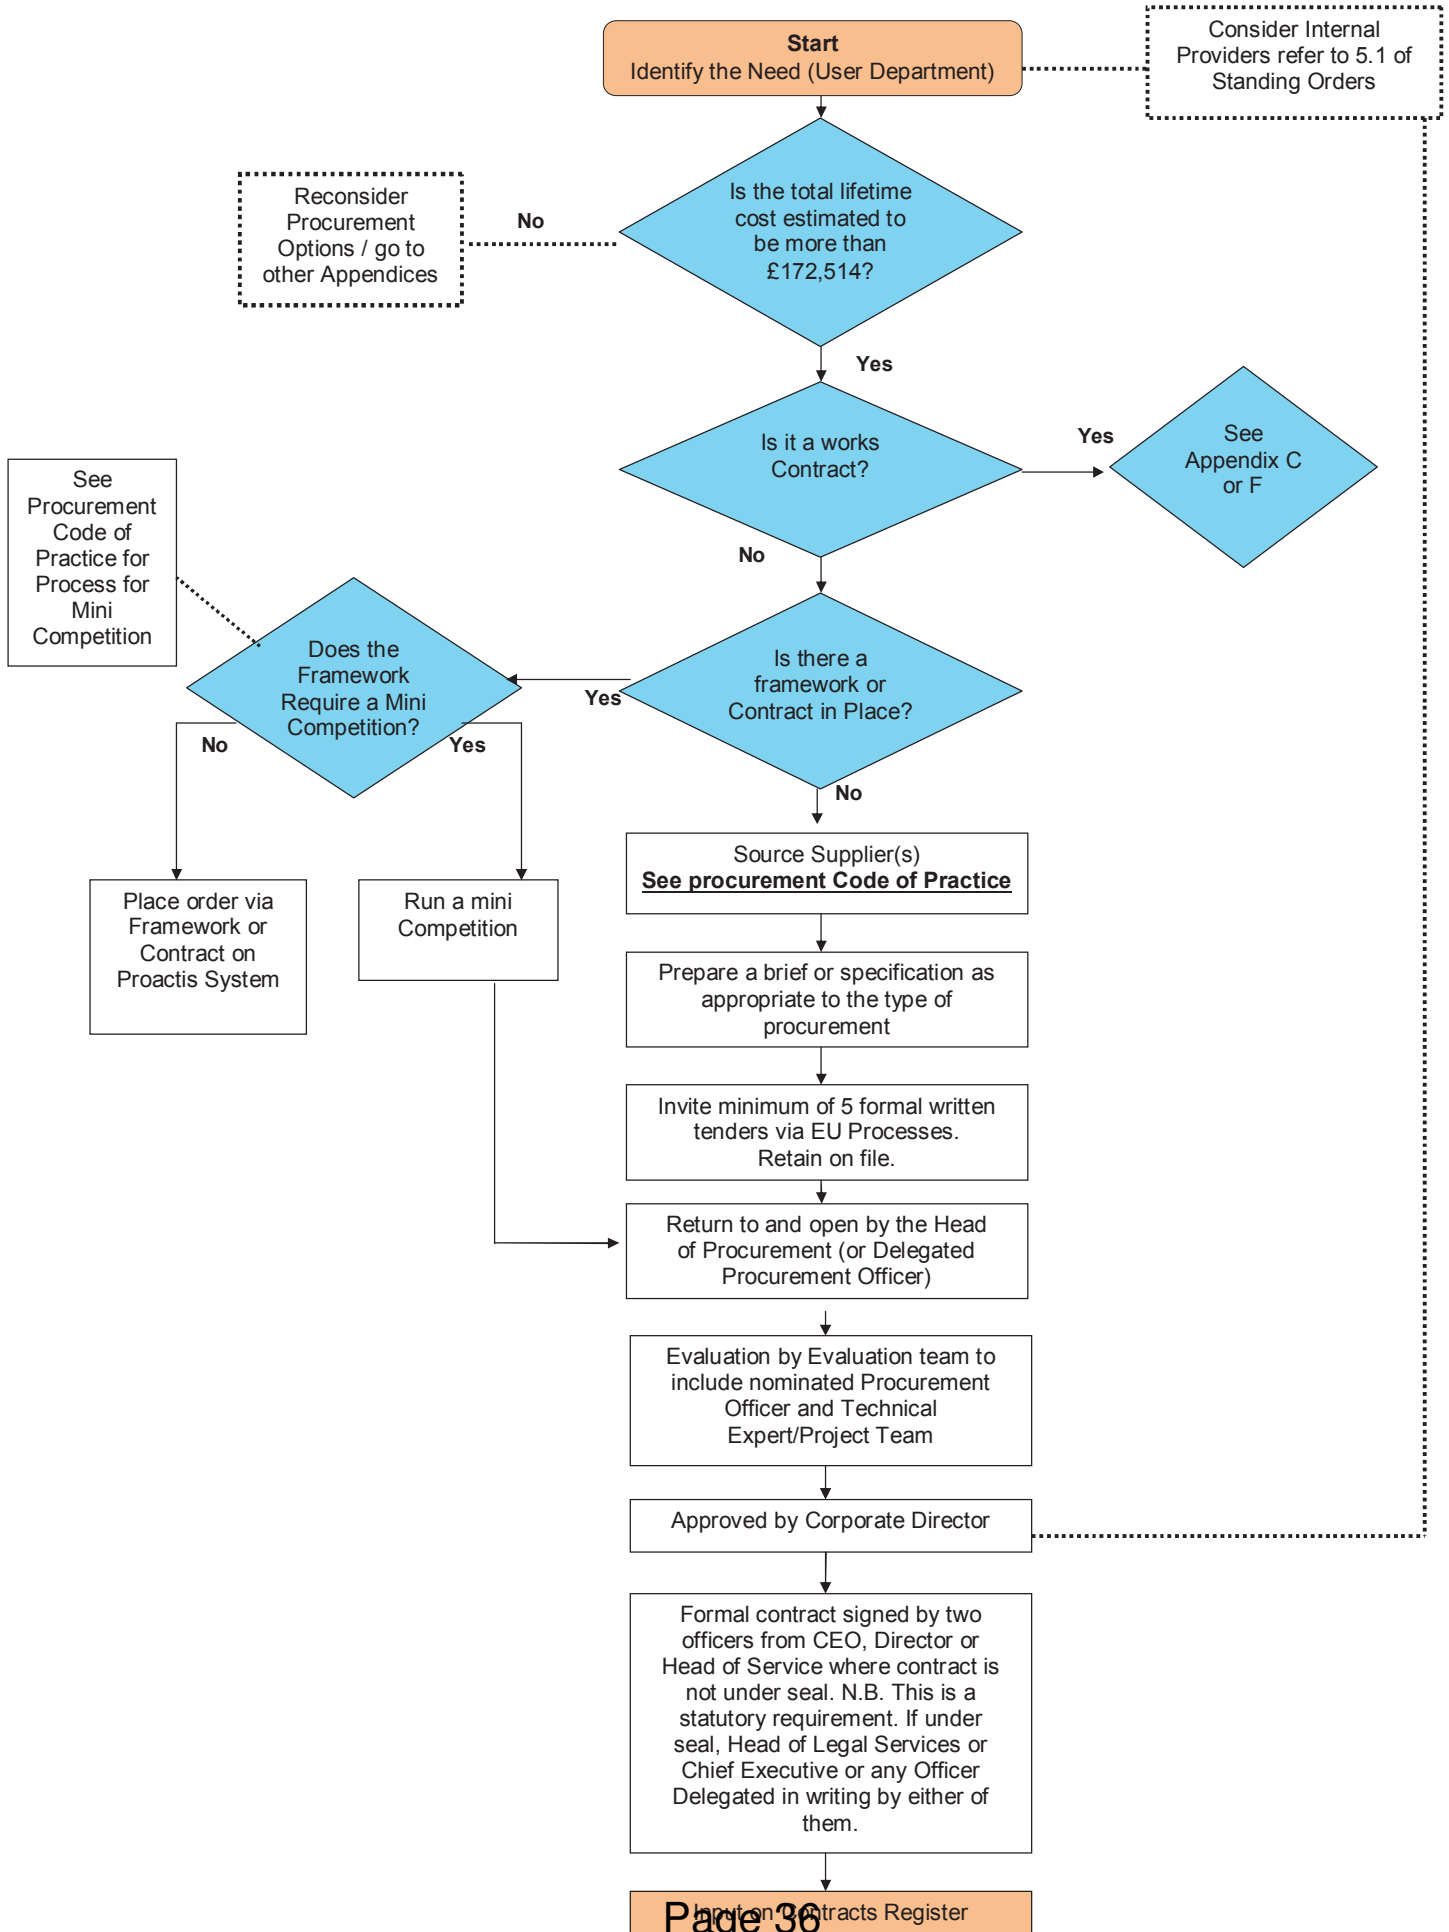 Start
Identify the Need (User Department)
Consider Internal
Providers refer to 5.1 of
Standing Orders
Is the total lifetime
cost estimated to
be more than
£172,514?
No
Reconsider
Procurement
Options / go to
other Appendices
Yes
Is it a works
Contract?
Yes
See
Appendix C
or F
No
See
Procurement
Code of
Practice for
Process for
Mini
Competition
Is there a
framework or
Contract in Place?
Yes
Does the
Framework
Require a Mini
Competition?
No
Yes
No
Place order via
Framework or
Contract on
Proactis System
Run a mini
Competition
Source Supplier(s)
See procurement Code of Practice
Prepare a brief or specification as
appropriate to the type of
procurement
Invite minimum of 5 formal written
tenders via EU Processes.
Retain on file.
Return to and open by the Head
of Procurement (or Delegated
Procurement Officer)
Evaluation by Evaluation team to
include nominated Procurement
Officer and Technical
Expert/Project Team
Approved by Corporate Director
Formal contract signed by two
officers from CEO, Director or
Head of Service where contract is
not under seal. N.B. This is a
statutory requirement. If under
seal, Head of Legal Services or
Chief Executive or any Officer
Delegated in writing by either of
them.
Input on Contracts Register
Page 36